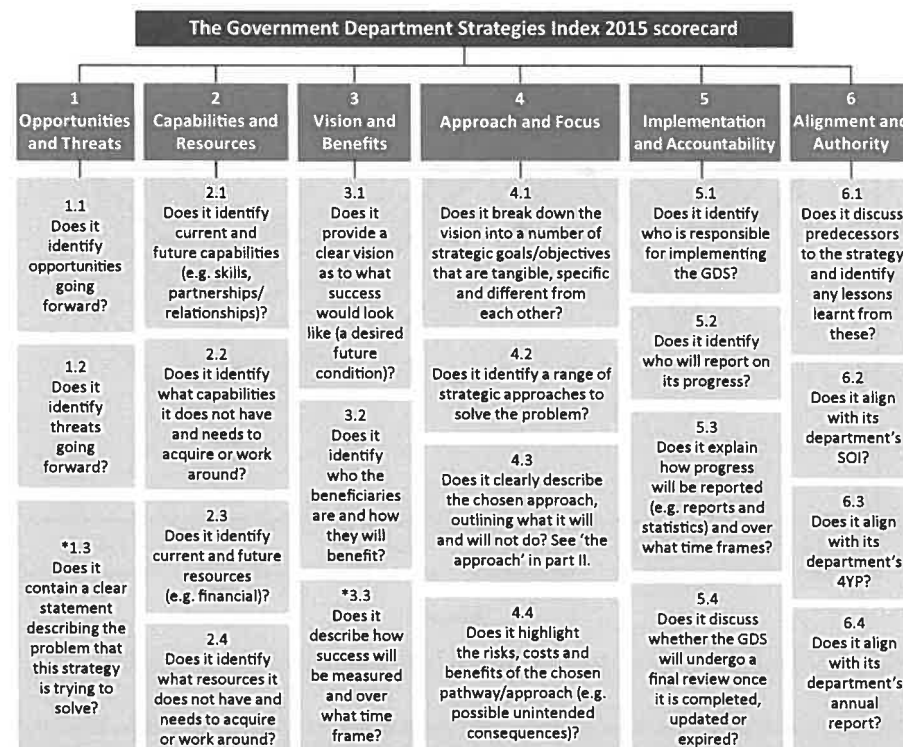 The Government Department Strategies Index 2015 scorecard
1
Opportunities
and Threats
1.1
Does it
identify
opportunities
going
forward?
1.2
Does it
identify
threats
going
forward?
*1.3
Does it
contain a clear
statement
describing the
problem that
this strategy
is trying to
solve?
2
Capabilities and
Resources
2.1
Does it identify
current and
future capabilities
(e.g. skills,
partnerships/
relationships)?
2.2
Does it identify
what capabilities
it does not have
and needs to
acquire or work
around?
2.3
Does it identify
current and future
resources
(e.g. financial)?
2.4
Does it identify
what resources it
does not have and
needs to acquire
or work around?
3
Vision and
Benefits
3.1
Does it
provide a
clear vision
as to what
success
would look
like (a desired
future
condition)?
3.2
Does it
identify
who the
beneficiaries
are and how
they will
benefit?
*3.3
Does it
describe how
success will
be measured
and over
what time
frame?
4
Approach and Focus
4.1
Does it break down the
vision into a number of
strategic goals/objectives
that are tangible, specific
and different from
each other?
4.2
Does it identify a range of
strategic approaches to
solve the problem?
4.3
Does it clearly describe
the chosen approach,
outlining what it will
and will not do? See ‘the
approach’ in part II.
4.4
Does it highlight
the risks, costs and
benefits of the chosen
pathway/approach (e.g.
possible unintended
consequences)?
5
Implementation
and Accountability
5.1
Does it identify
who is responsible
for implementing
the GDS?
5.2
Does it identify
who will report on
its progress?
5.3
Does it explain
how progress
will be reported
(e.g. reports and
statistics) and over
what time frames?
5.4
Does it discuss
whether the GDS
will undergo a
final review once
it is completed,
updated or
expired?
6
Alignment and
Authority
6.1
Does it discuss
predecessors
to the strategy
and identify
any lessons
learnt from
these?
6.2
Does it align
with its
department’s
SOI?
6.3
Does it align
with its
department’s
4YP?
6.4
Does it align
with its
department’s
annual
report?